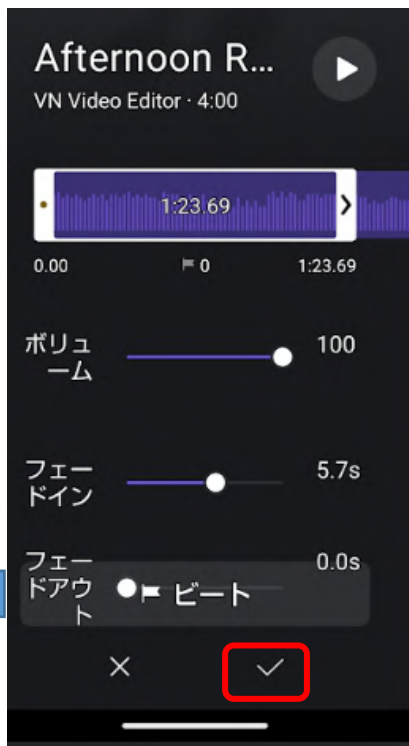 Afternoon R...
VN Video Editor · 4:00
1:23.69
0.00
0
1:23.69
ボリュ
ーム
100
フェー
ドイン
5.7s
フェー
ドアウ
ト
0.0s
ビート